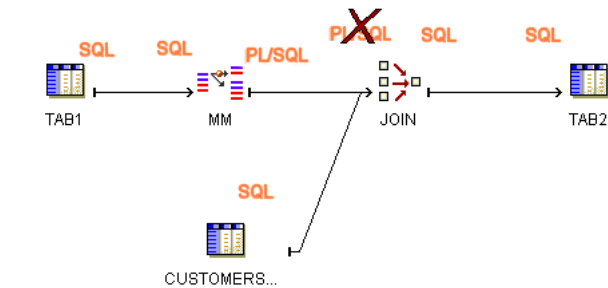 SQL
SQL
PL/SQL
PL/SQL
SQL
SQL
TAB1
MM
JOIN
TAB2
SQL
CUSTOMERS...